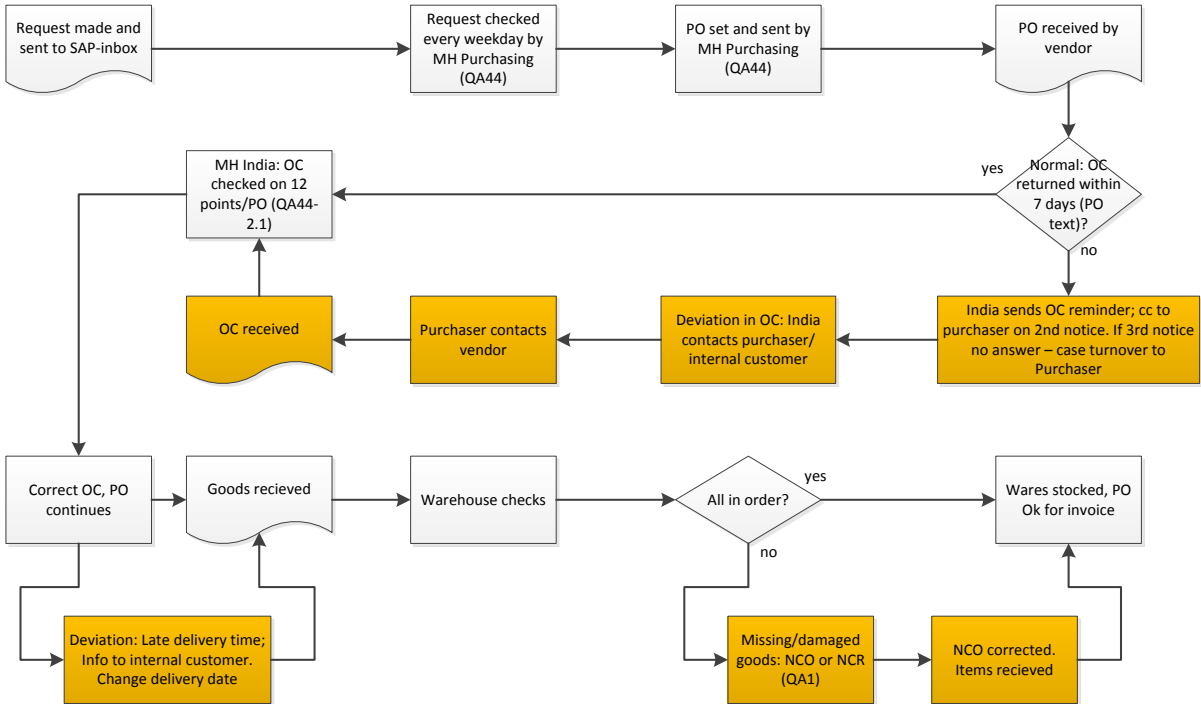 Request made and
sent to SAP-inbox
Request checked
every weekday by
MH Purchasing
(QA44)
PO set and sent
by MH Purchasing
(QA44)
PO received by
vendor
MH India: OC
checked on 12
points/PO (QA44-
2.1)
yes
Normal: OC
returned within
7 days (PO
text)?
no
OC received
Purchaser contacts
vendor
Deviation in OC: India
contacts purchaser/
internal customer
India sends OC reminder; cc to
purchaser on 2nd notice. If 3rd notice
no answer – case turnover to
Purchaser
Correct OC, PO
continues
Goods recieved
Warehouse checks
All in order?
yes
no
Wares stocked, PO
Ok for invoice
Deviation: Late delivery time;
Info to internal customer.
Change delivery date
Missing/damaged
goods: NCO or NCR
(QA1)
NCO corrected.
Items recieved